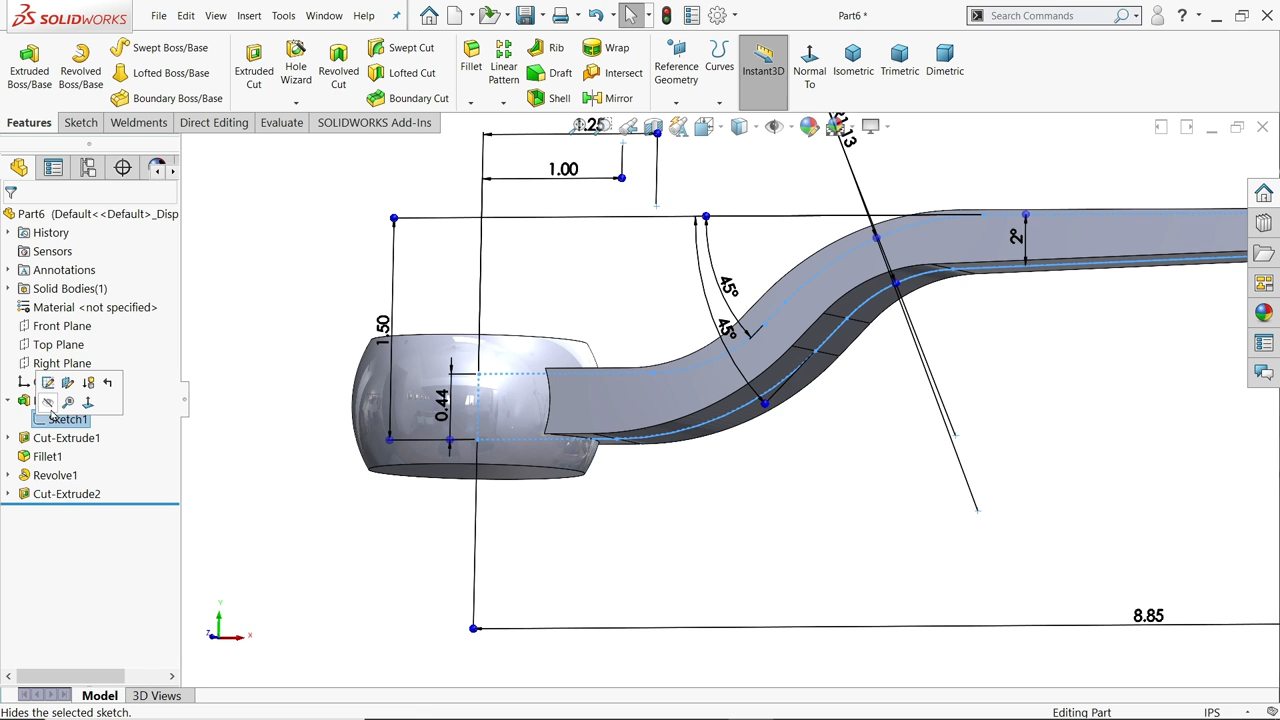 SOLIDWORKS
File Edit View Insert Tools Window Help
Part6 *
Search Commands
Extruded Boss/Base
Revolved Boss/Base
Swept Boss/Base
Lofted Boss/Base
Boundary Boss/Base
Extruded Cut
Hole Wizard
Revolved Cut
Swept Cut
Lofted Cut
Boundary Cut
Fillet
Linear Pattern
Rib
Draft
Shell
Wrap
Intersect
Mirror
Reference Geometry
Curves
Instant3D
Normal To
Isometric
Trimetric
Dimetric
Features Sketch Weldments Direct Editing Evaluate SOLIDWORKS Add-Ins
Part6 (Default<<Default>_Disp
History
Sensors
Annotations
Solid Bodies(1)
Material <not specified>
Front Plane
Top Plane
Right Plane
Sketch1
Cut-Extrude1
Fillet1
Revolve1
Cut-Extrude2
1.25
1.00
1.50
0.44
45°
45°
2°
8.85
Y
X
Z
Model 3D Views
Hides the selected sketch.
Editing Part
IPS